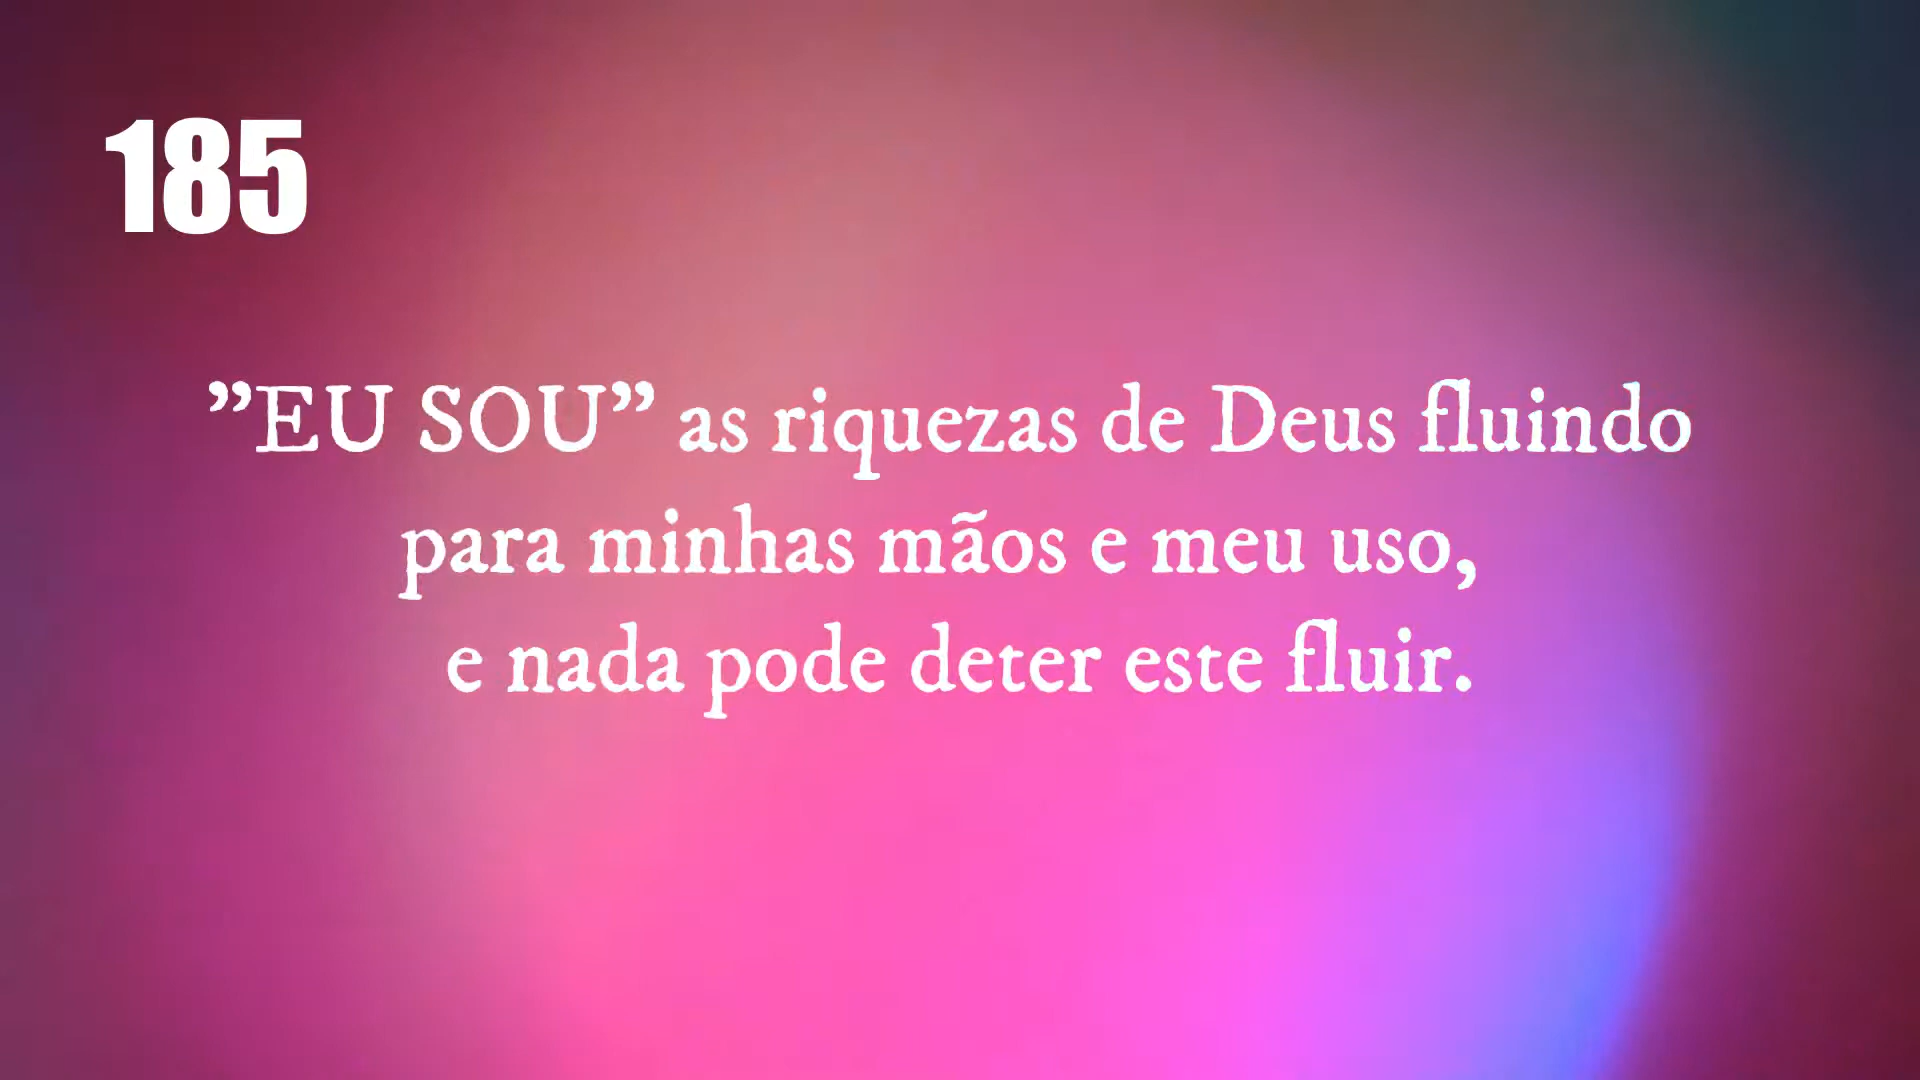 185
”EU SOU” as riquezas de Deus fluindo
para minhas mãos e meu uso,
e nada pode deter este fluir.